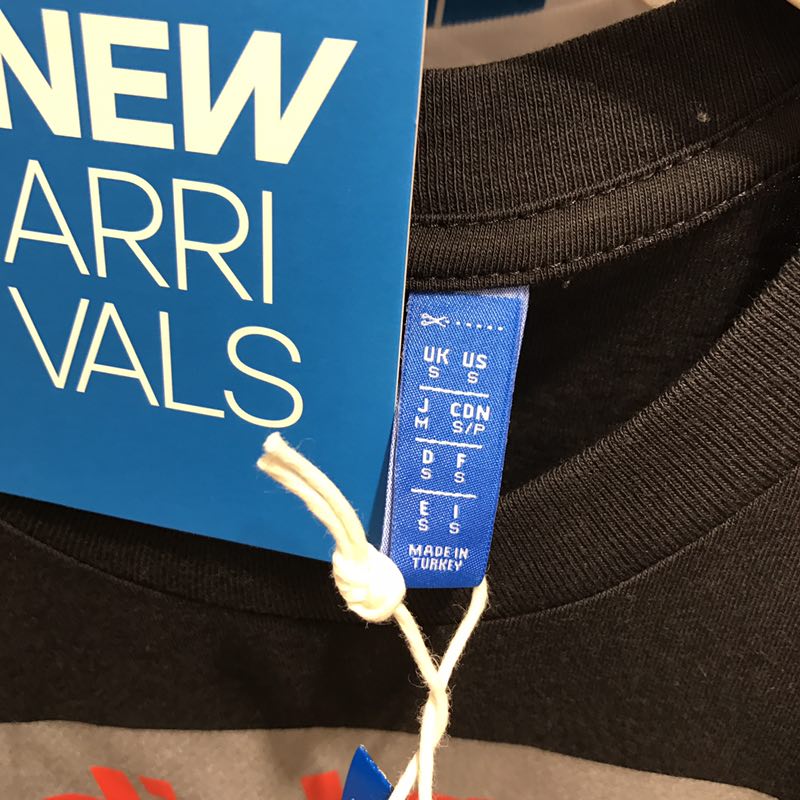 NEW
ARRI
VALS
UK US
S S
J CDN
M S/P
D F
S S
E I
S S
MADE IN
TURKEY